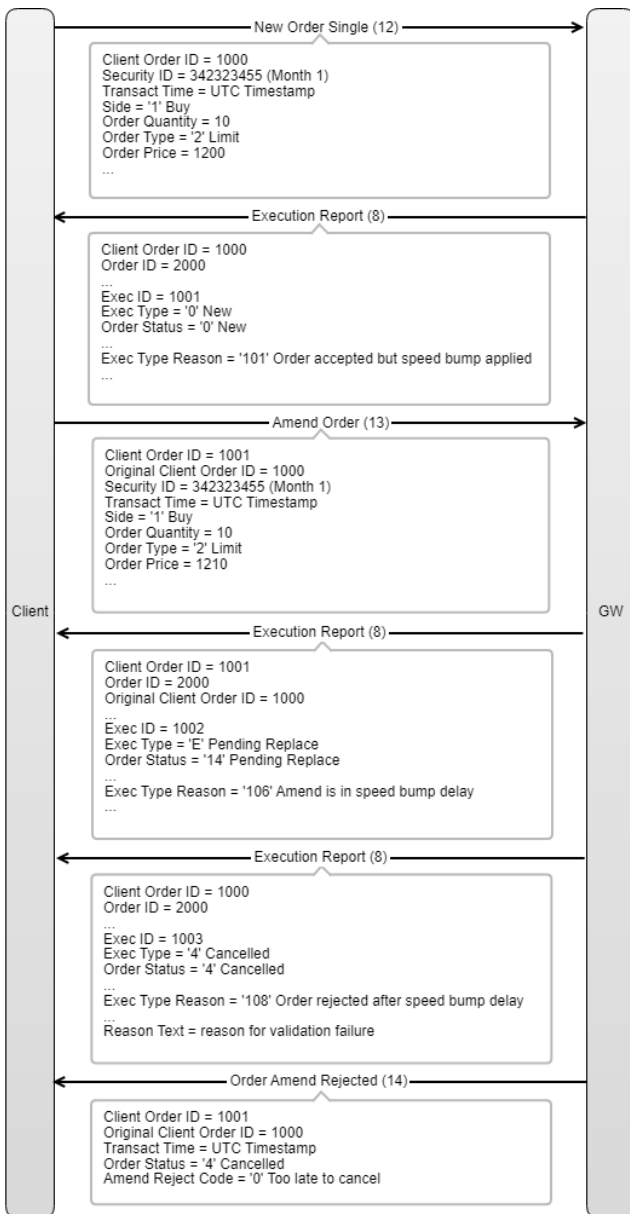 New Order Single (12)
Client Order ID = 1000
Security ID = 342323455 (Month 1)
Transact Time = UTC Timestamp
Side = '1' Buy
Order Quantity = 10
Order Type = '2' Limit
Order Price = 1200
...
Execution Report (8)
Client Order ID = 1000
Order ID = 2000
...
Exec ID = 1001
Exec Type = '0' New
Order Status = '0' New
...
Exec Type Reason = '101' Order accepted but speed bump applied
...
Amend Order (13)
Client Order ID = 1001
Original Client Order ID = 1000
Security ID = 342323455 (Month 1)
Transact Time = UTC Timestamp
Side = '1' Buy
Order Quantity = 10
Order Type = '2' Limit
Order Price = 1210
...
Client
GW
Execution Report (8)
Client Order ID = 1001
Order ID = 2000
Original Client Order ID = 1000
...
Exec ID = 1002
Exec Type = 'E' Pending Replace
Order Status = '14' Pending Replace
...
Exec Type Reason = '106' Amend is in speed bump delay
...
Execution Report (8)
Client Order ID = 1000
Order ID = 2000
...
Exec ID = 1003
Exec Type = '4' Cancelled
Order Status = '4' Cancelled
...
Exec Type Reason = '108' Order rejected after speed bump delay
...
Reason Text = reason for validation failure
Order Amend Rejected (14)
Client Order ID = 1001
Original Client Order ID = 1000
Transact Time = UTC Timestamp
Order Status = '4' Cancelled
Amend Reject Code = '0' Too late to cancel